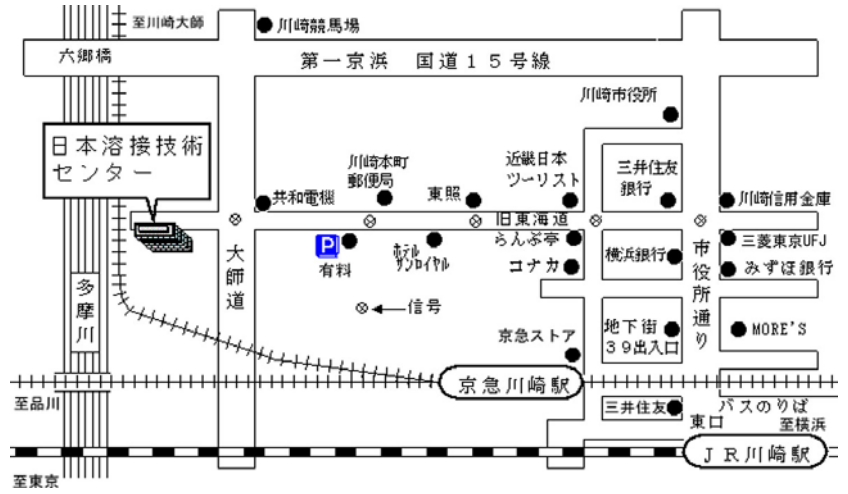 至川崎大師
川崎競馬場
六郷橋
第一京浜 国道15号線
川崎市役所
日本溶接技術
センター
川崎本町
郵便局
近畿日本
ツーリスト
三井住友
銀行
共和電機
東照
川崎信用金庫
旧東海道
P
有料
ホテル
サンロイヤル
らんぶ亭
コナカ
横浜銀行
三菱東京UFJ
みずほ銀行
大師道
市役所通り
多摩川
信号
京急ストア
地下街
39出入口
MORE'S
京急川崎駅
至品川
三井住友
バスのりば
東口
至横浜
JR川崎駅
至東京